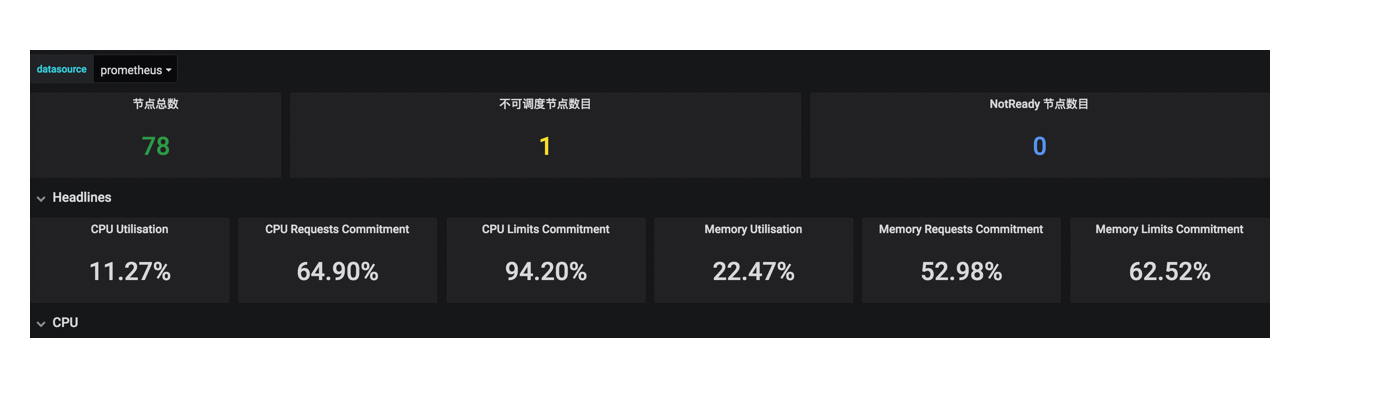 datasource prometheus
节点总数
78
不可调度节点数目
1
NotReady 节点数目
0
Headlines
CPU Utilisation
11.27%
CPU Requests Commitment
64.90%
CPU Limits Commitment
94.20%
Memory Utilisation
22.47%
Memory Requests Commitment
52.98%
Memory Limits Commitment
62.52%
CPU